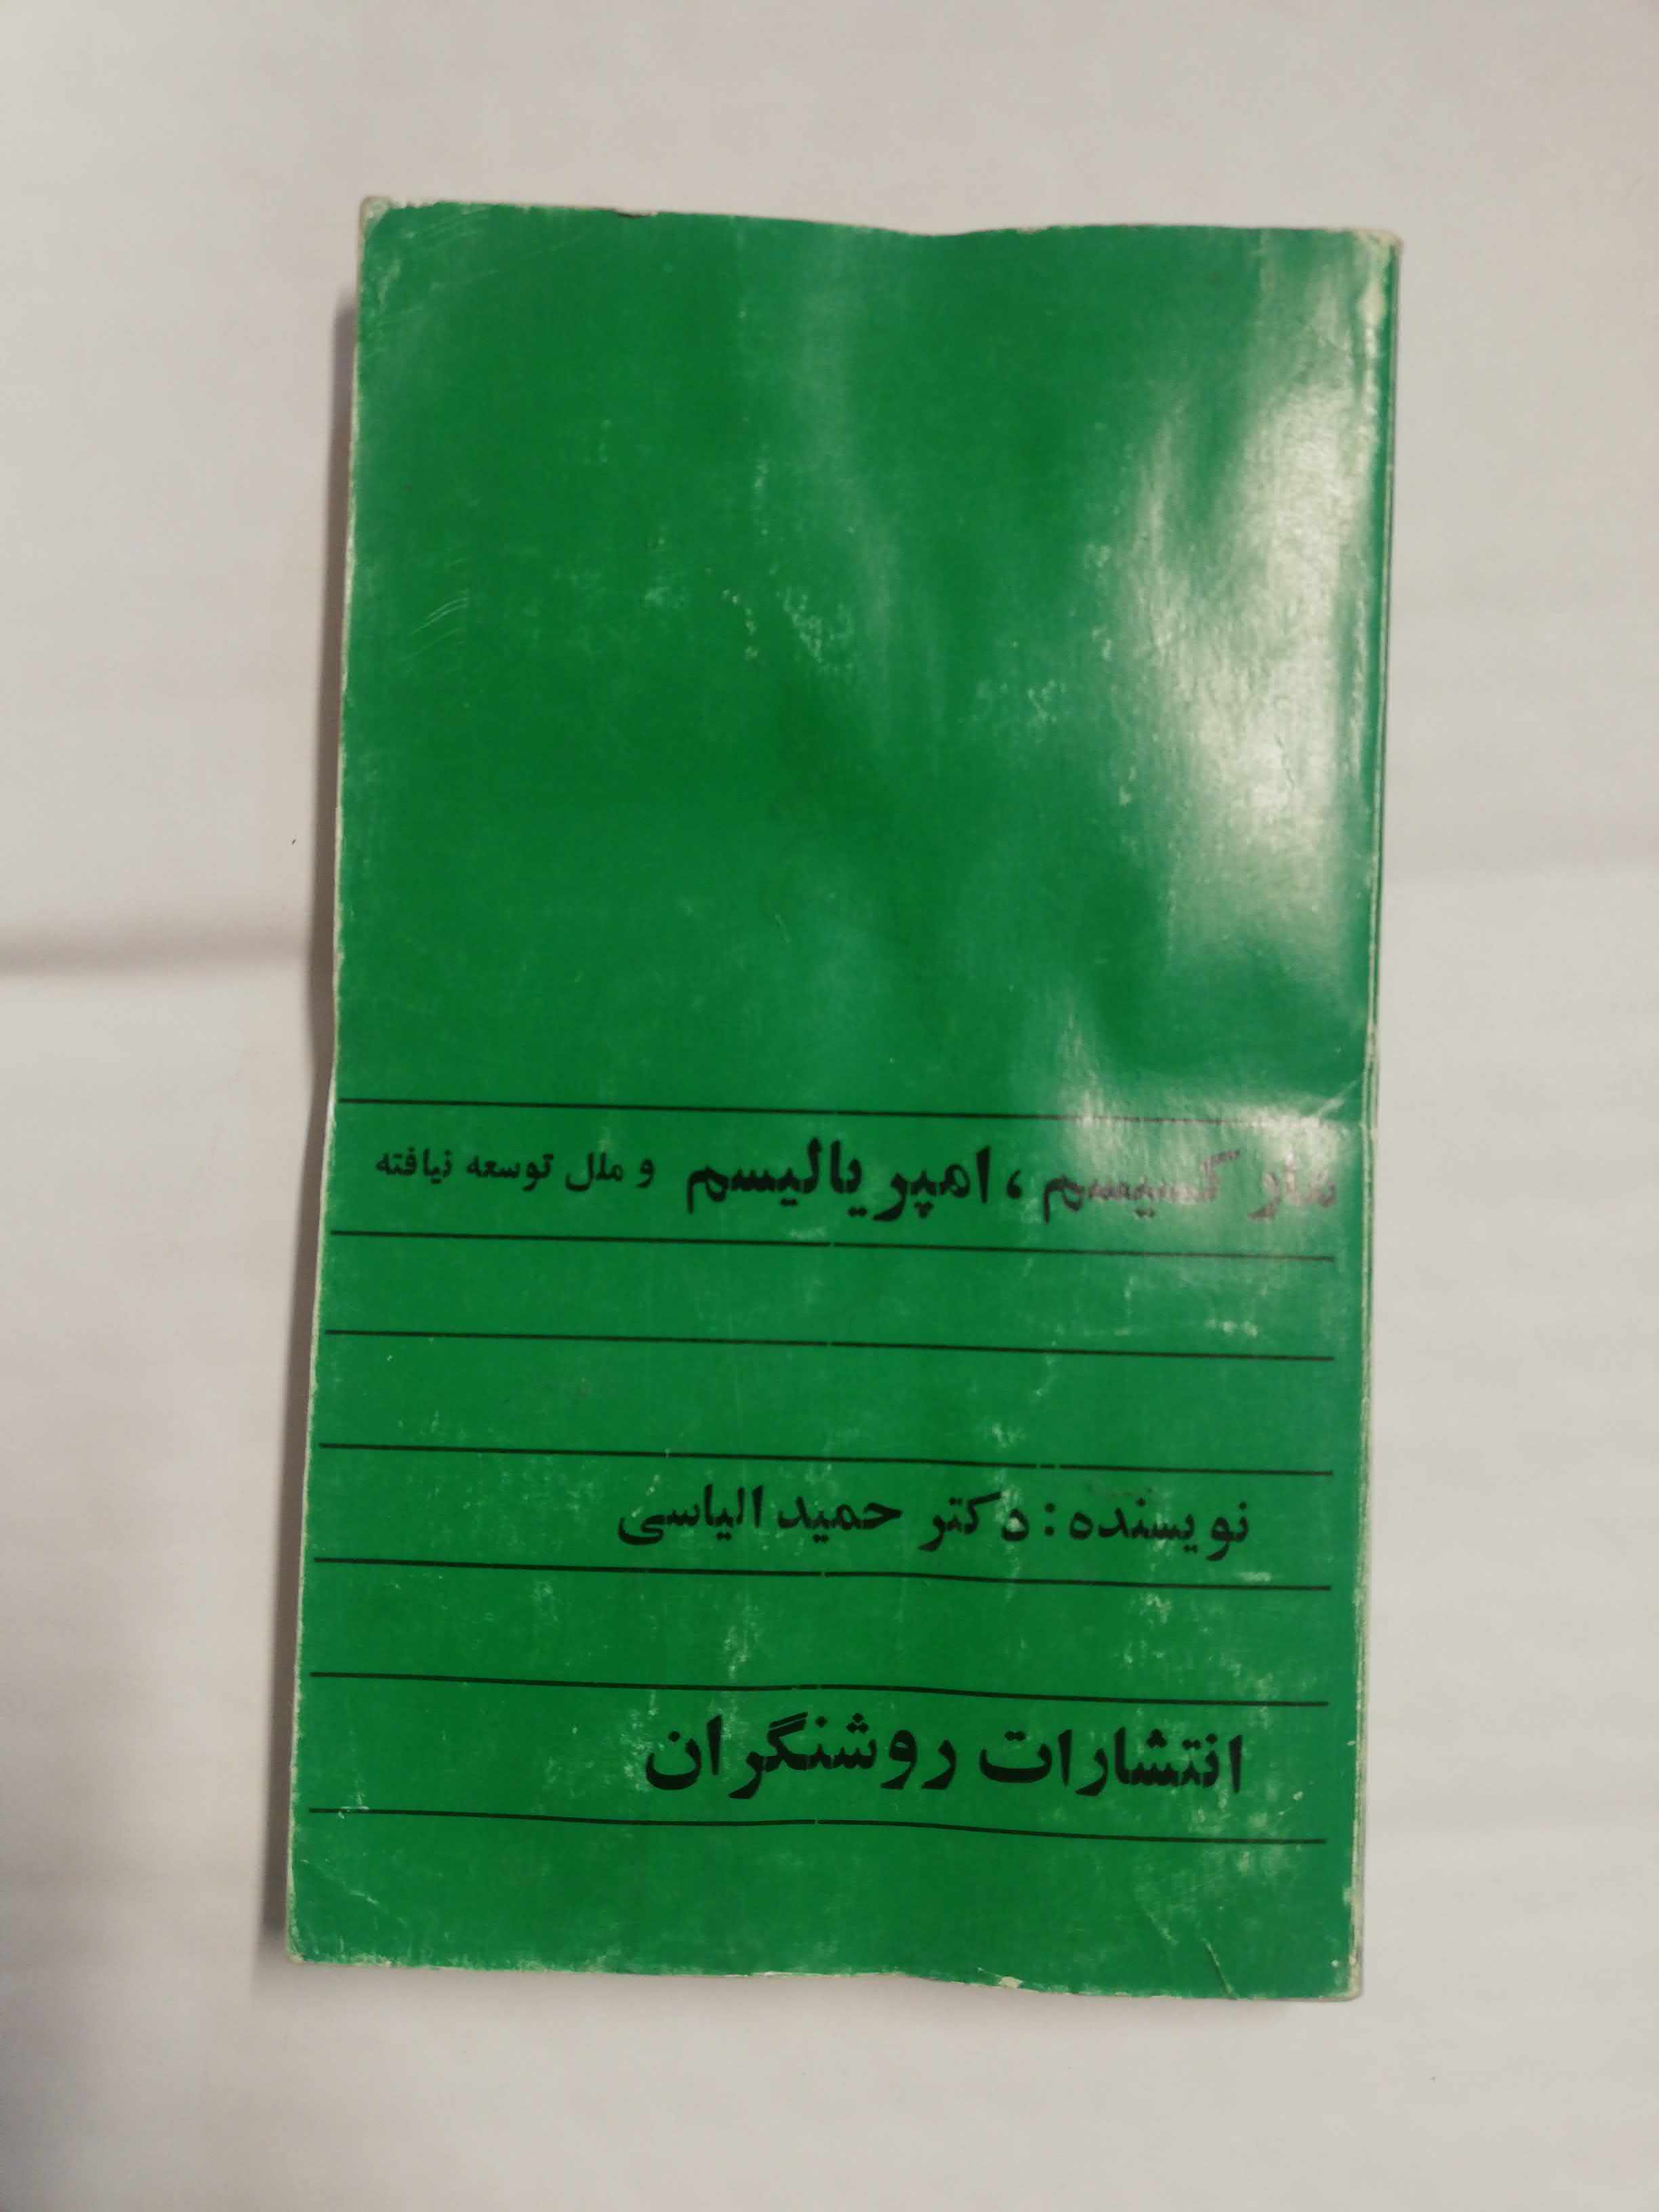 مارکسیسم، امپریالیسم و ملل توسعه نیافته
نویسنده: دکتر حمید الیاسی
انتشارات روشنگران